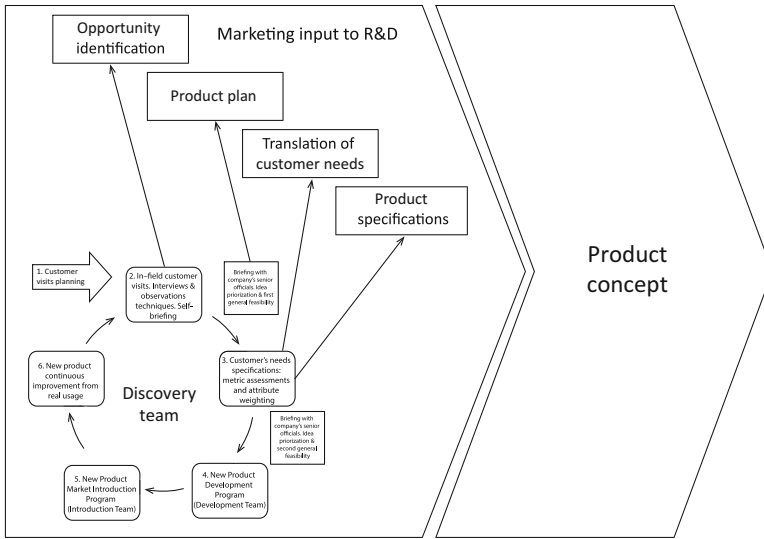 Opportunity
identification
Marketing input to R&D
Product plan
Translation of
customer needs
Product
specifications
Product
concept
1. Customer
visits planning
2. In–field customer
visits. Interviews &
observations
techniques. Self–
briefing
Briefing with
company's senior
officials. Idea
priorization & first
general feasibility
3. Customer's needs
specifications:
metric assessments
and attribute
weighting
6. New product
continuous
improvement from
real usage
Discovery
team
Briefing with
company's senior
officials. Idea
priorization &
second general
feasibility
5. New Product
Market Introduction
Program
(Introduction Team)
4. New Product
Development
Program
(Development Team)